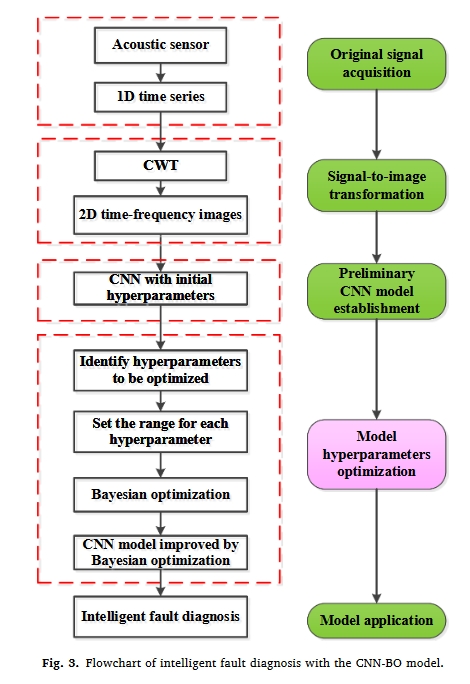 Acoustic sensor
1D time series
CWT
2D time-frequency images
CNN with initial
hyperparameters
Identify hyperparameters
to be optimized
Set the range for each
hyperparameter
Bayesian optimization
CNN model improved by
Bayesian optimization
Intelligent fault diagnosis
Original signal
acquisition
Signal-to-image
transformation
Preliminary
CNN model
establishment
Model
hyperparameters
optimization
Model application
Fig. 3. Flowchart of intelligent fault diagnosis with the CNN-BO model.